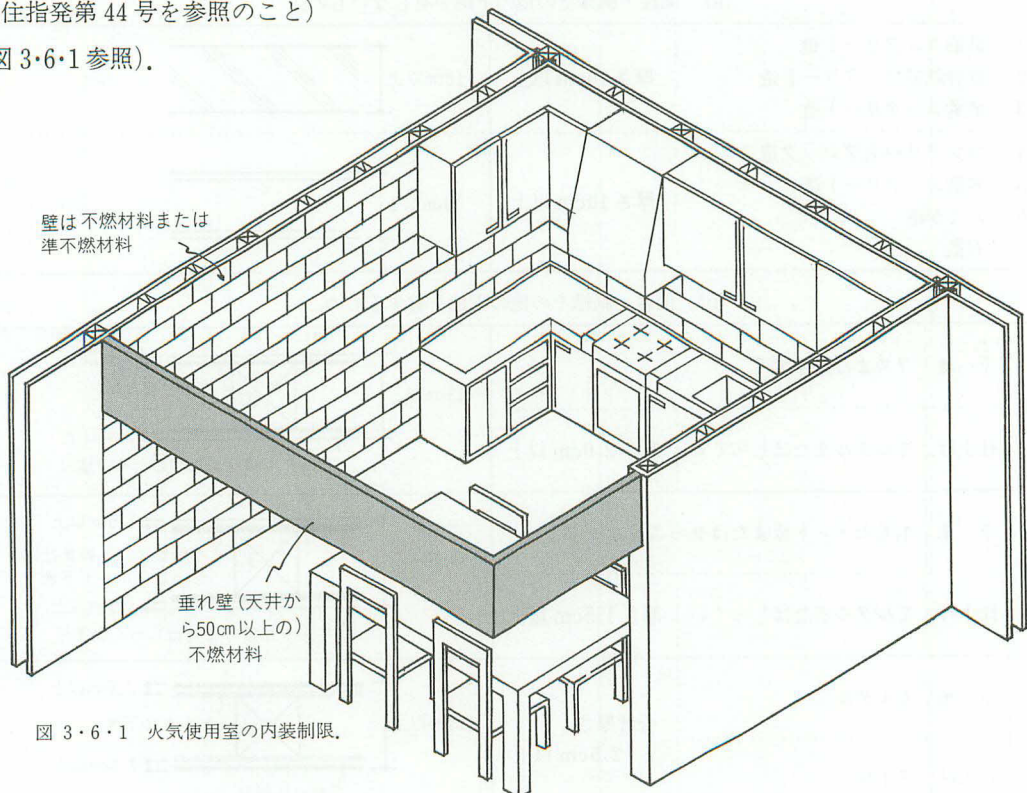 住指発第44号を参照のこと)
図3・6・1参照).
壁は不燃材料または
準不燃材料
垂れ壁(天井か
ら50cm以上の)
不燃材料
図 3・6・1 火気使用室の内装制限.